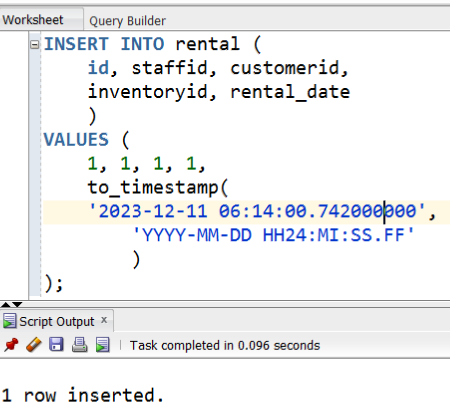 Worksheet Query Builder
INSERT INTO rental (
id, staffid, customerid,
inventoryid, rental_date
)
VALUES (
1, 1, 1, 1,
to_timestamp(
'2023-12-11 06:14:00.742000000',
'YYYY-MM-DD HH24:MI:SS.FF'
)
);
Script Output ×
Task completed in 0.096 seconds
1 row inserted.